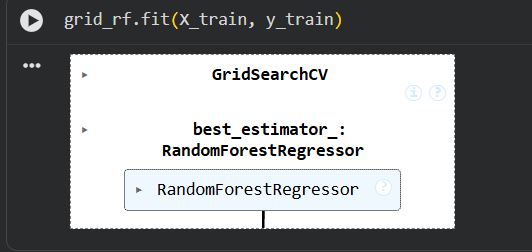 grid_rf.fit(X_train, y_train)
GridSearchCV
i ?
best_estimator_:
RandomForestRegressor
RandomForestRegressor ?